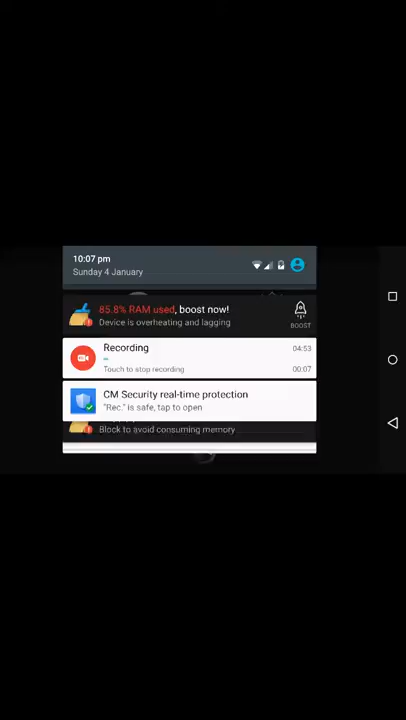 10:07 pm
Sunday 4 January
85.8% RAM used, boost now!
Device is overheating and lagging
BOOST
Recording
04:53
Touch to stop recording
00:07
CM Security real-time protection
"Rec." is safe, tap to open
Block to avoid consuming memory